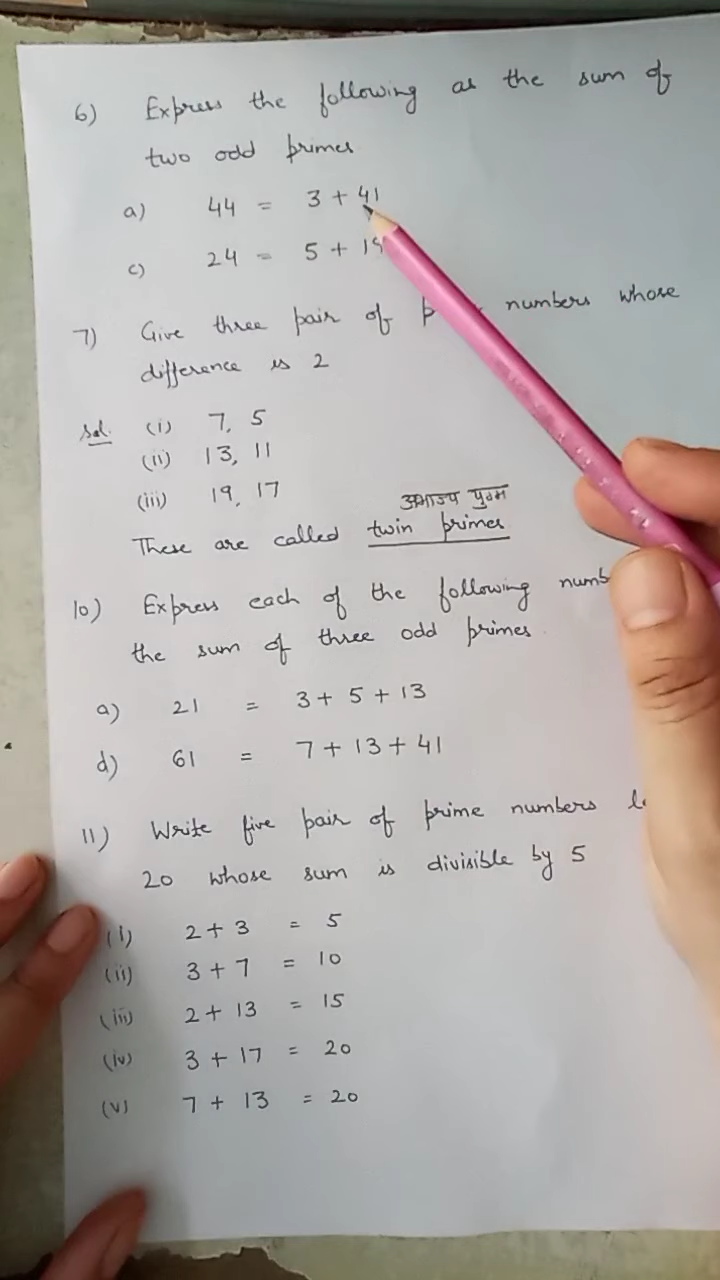 6) Express the following as the sum of
two odd primes
a) 44 = 3 + 41
c) 24 = 5 + 19
7) Give three pair of numbers whose
difference is 2
Sol. (i) 7, 5
(ii) 13, 11
(iii) 19, 17
अभाज्य युग्म
These are called twin primes
10) Express each of the following
the sum of three odd primes
a) 21 = 3 + 5 + 13
d) 61 = 7 + 13 + 41
11) Write five pair of prime numbers
20 whose sum is divisible by 5
(i) 2 + 3 = 5
(ii) 3 + 7 = 10
(iii) 2 + 13 = 15
(iv) 3 + 17 = 20
(v) 7 + 13 = 20